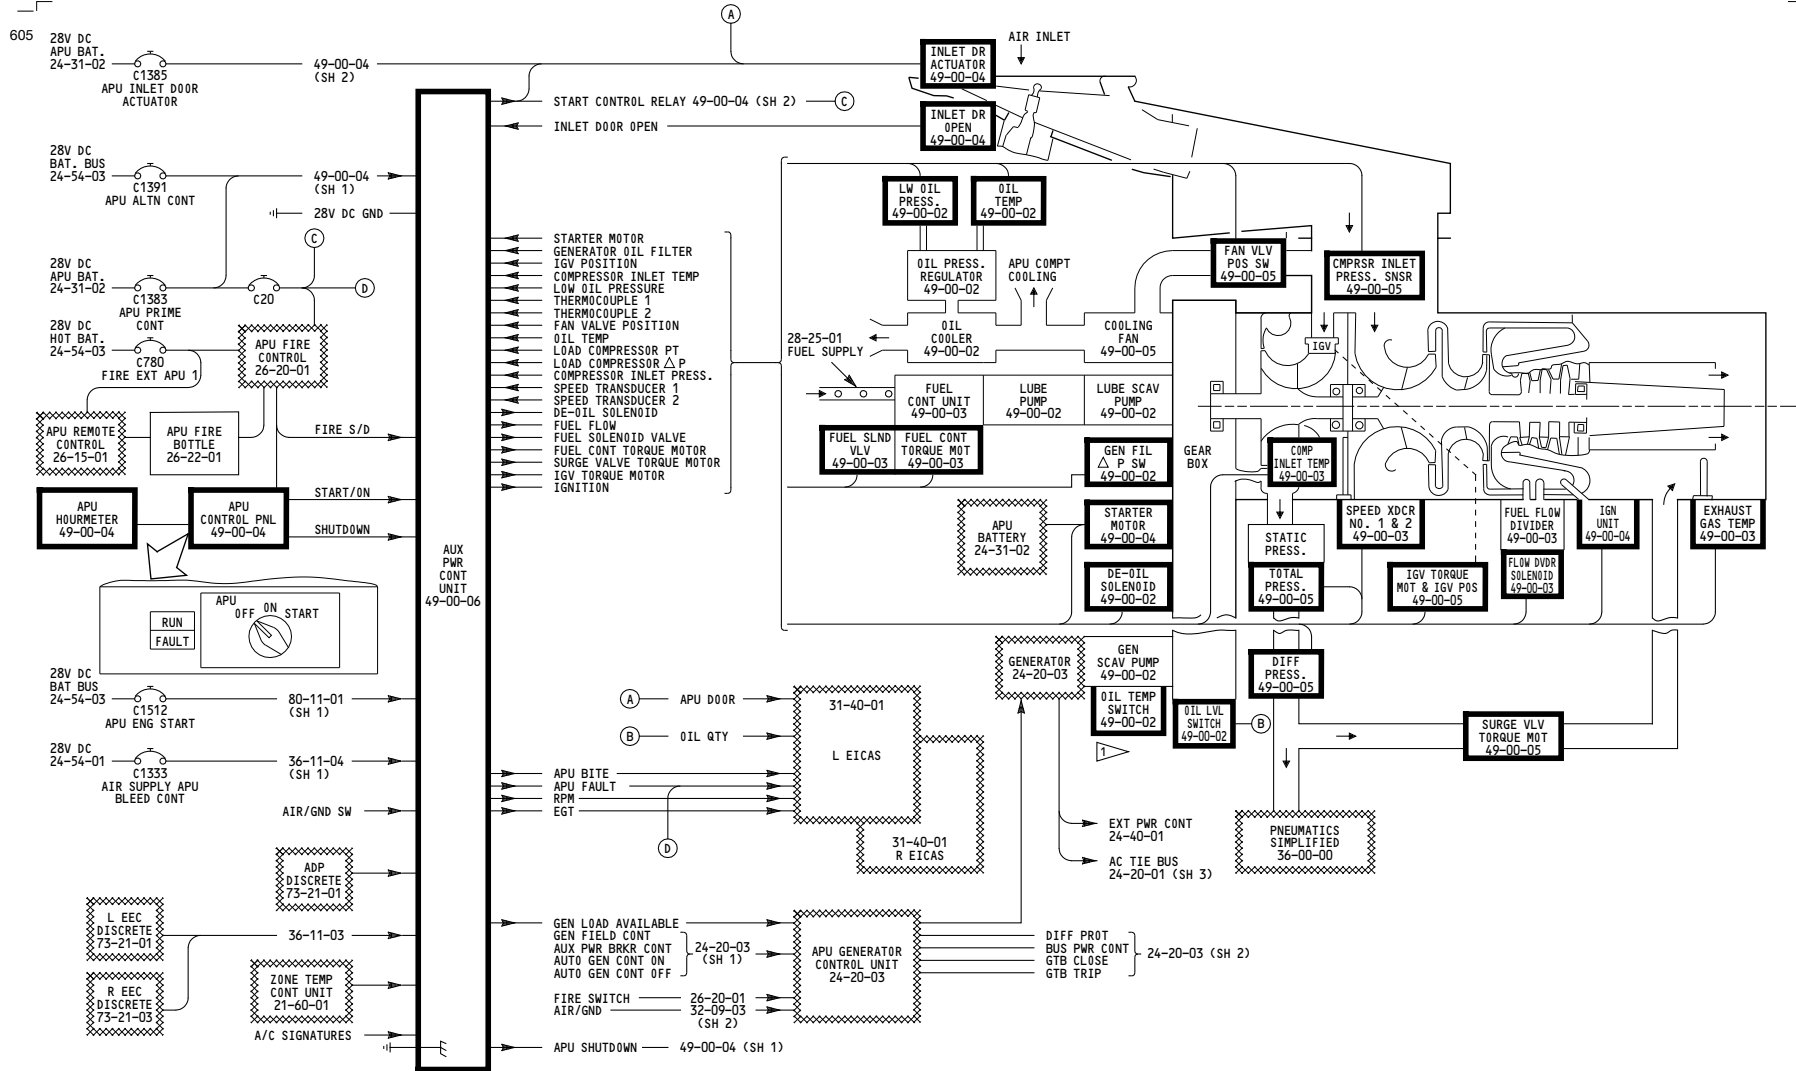 605
28V DC
APU BAT.
24-31-02
C1385
APU INLET DOOR
ACTUATOR
49-00-04
(SH 2)
A
INLET DR
ACTUATOR
49-00-04
AIR INLET
START CONTROL RELAY 49-00-04 (SH 2)
C
INLET DOOR OPEN
INLET DR
OPEN
49-00-04
28V DC
BAT. BUS
24-54-03
C1391
APU ALTN CONT
49-00-04
(SH 1)
28V DC GND
C
28V DC
APU BAT.
24-31-02
C1383
APU PRIME
CONT
C20
D
28V DC
HOT BAT.
24-54-03
C780
FIRE EXT APU 1
APU FIRE
CONTROL
26-20-01
APU REMOTE
CONTROL
26-15-01
APU FIRE
BOTTLE
26-22-01
FIRE S/D
APU
HOURMETER
49-00-04
APU
CONTROL PNL
49-00-04
START/ON
SHUTDOWN
RUN
FAULT
APU
OFF
ON
START
28V DC
BAT BUS
24-54-03
C1512
APU ENG START
80-11-01
(SH 1)
28V DC
24-54-01
C1333
AIR SUPPLY APU
BLEED CONT
36-11-04
(SH 1)
AIR/GND SW
ADP
DISCRETE
73-21-01
L EEC
DISCRETE
73-21-01
36-11-03
R EEC
DISCRETE
73-21-03
ZONE TEMP
CONT UNIT
21-60-01
A/C SIGNATURES
AUX
PWR
CONT
UNIT
49-00-06
STARTER MOTOR
GENERATOR OIL FILTER
IGV POSITION
COMPRESSOR INLET TEMP
LOW OIL PRESSURE
THERMOCOUPLE 1
THERMOCOUPLE 2
FAN VALVE POSITION
OIL TEMP
LOAD COMPRESSOR PT
LOAD COMPRESSOR △ P
COMPRESSOR INLET PRESS.
SPEED TRANSDUCER 1
SPEED TRANSDUCER 2
DE-OIL SOLENOID
FUEL FLOW
FUEL SOLENOID VALVE
FUEL CONT TORQUE MOTOR
SURGE VALVE TORQUE MOTOR
IGV TORQUE MOTOR
IGNITION
LW OIL
PRESS.
49-00-02
OIL
TEMP
49-00-02
OIL PRESS.
REGULATOR
49-00-02
APU COMPT
COOLING
FAN VLV
POS SW
49-00-05
CMPRSR INLET
PRESS. SNSR
49-00-05
28-25-01
FUEL SUPPLY
OIL
COOLER
49-00-02
COOLING
FAN
49-00-05
IGV
FUEL
CONT UNIT
49-00-03
LUBE
PUMP
49-00-02
LUBE SCAV
PUMP
49-00-02
FUEL SLND
VLV
49-00-03
FUEL CONT
TORQUE MOT
49-00-03
GEN FIL
△ P SW
49-00-02
GEAR
BOX
COMP
INLET TEMP
49-00-03
APU
BATTERY
24-31-02
STARTER
MOTOR
49-00-04
STATIC
PRESS.
SPEED XDCR
NO. 1 & 2
49-00-03
FUEL FLOW
DIVIDER
49-00-03
IGN
UNIT
49-00-04
EXHAUST
GAS TEMP
49-00-03
DE-OIL
SOLENOID
49-00-02
TOTAL
PRESS.
49-00-05
IGV TORQUE
MOT & IGV POS
49-00-05
FLOW DVDR
SOLENOID
49-00-03
GENERATOR
24-20-03
GEN
SCAV PUMP
49-00-02
DIFF
PRESS.
49-00-05
OIL TEMP
SWITCH
49-00-02
OIL LVL
SWITCH
49-00-02
B
1
SURGE VLV
TORQUE MOT
49-00-05
A
APU DOOR
B
OIL QTY
31-40-01
L EICAS
APU BITE
APU FAULT
RPM
EGT
D
31-40-01
R EICAS
EXT PWR CONT
24-40-01
AC TIE BUS
24-20-01 (SH 3)
PNEUMATICS
SIMPLIFIED
36-00-00
GEN LOAD AVAILABLE
GEN FIELD CONT
AUX PWR BRKR CONT
AUTO GEN CONT ON
AUTO GEN CONT OFF
24-20-03
(SH 1)
FIRE SWITCH
26-20-01
AIR/GND
32-09-03
(SH 2)
APU GENERATOR
CONTROL UNIT
24-20-03
DIFF PROT
BUS PWR CONT
GTB CLOSE
GTB TRIP
24-20-03 (SH 2)
APU SHUTDOWN
49-00-04 (SH 1)